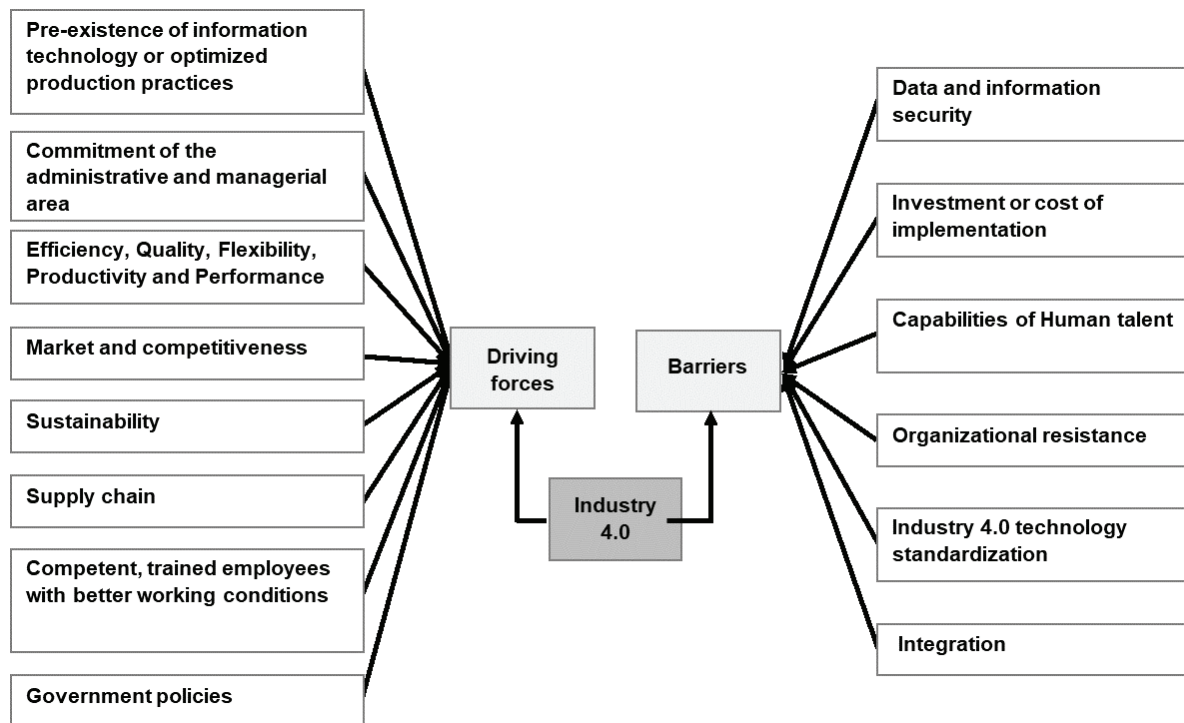 Pre-existence of information
technology or optimized
production practices
Commitment of the
administrative and managerial
area
Efficiency, Quality, Flexibility,
Productivity and Performance
Market and competitiveness
Sustainability
Supply chain
Competent, trained employees
with better working conditions
Government policies
Driving
forces
Industry
4.0
Barriers
Data and information
security
Investment or cost of
implementation
Capabilities of Human talent
Organizational resistance
Industry 4.0 technology
standardization
Integration